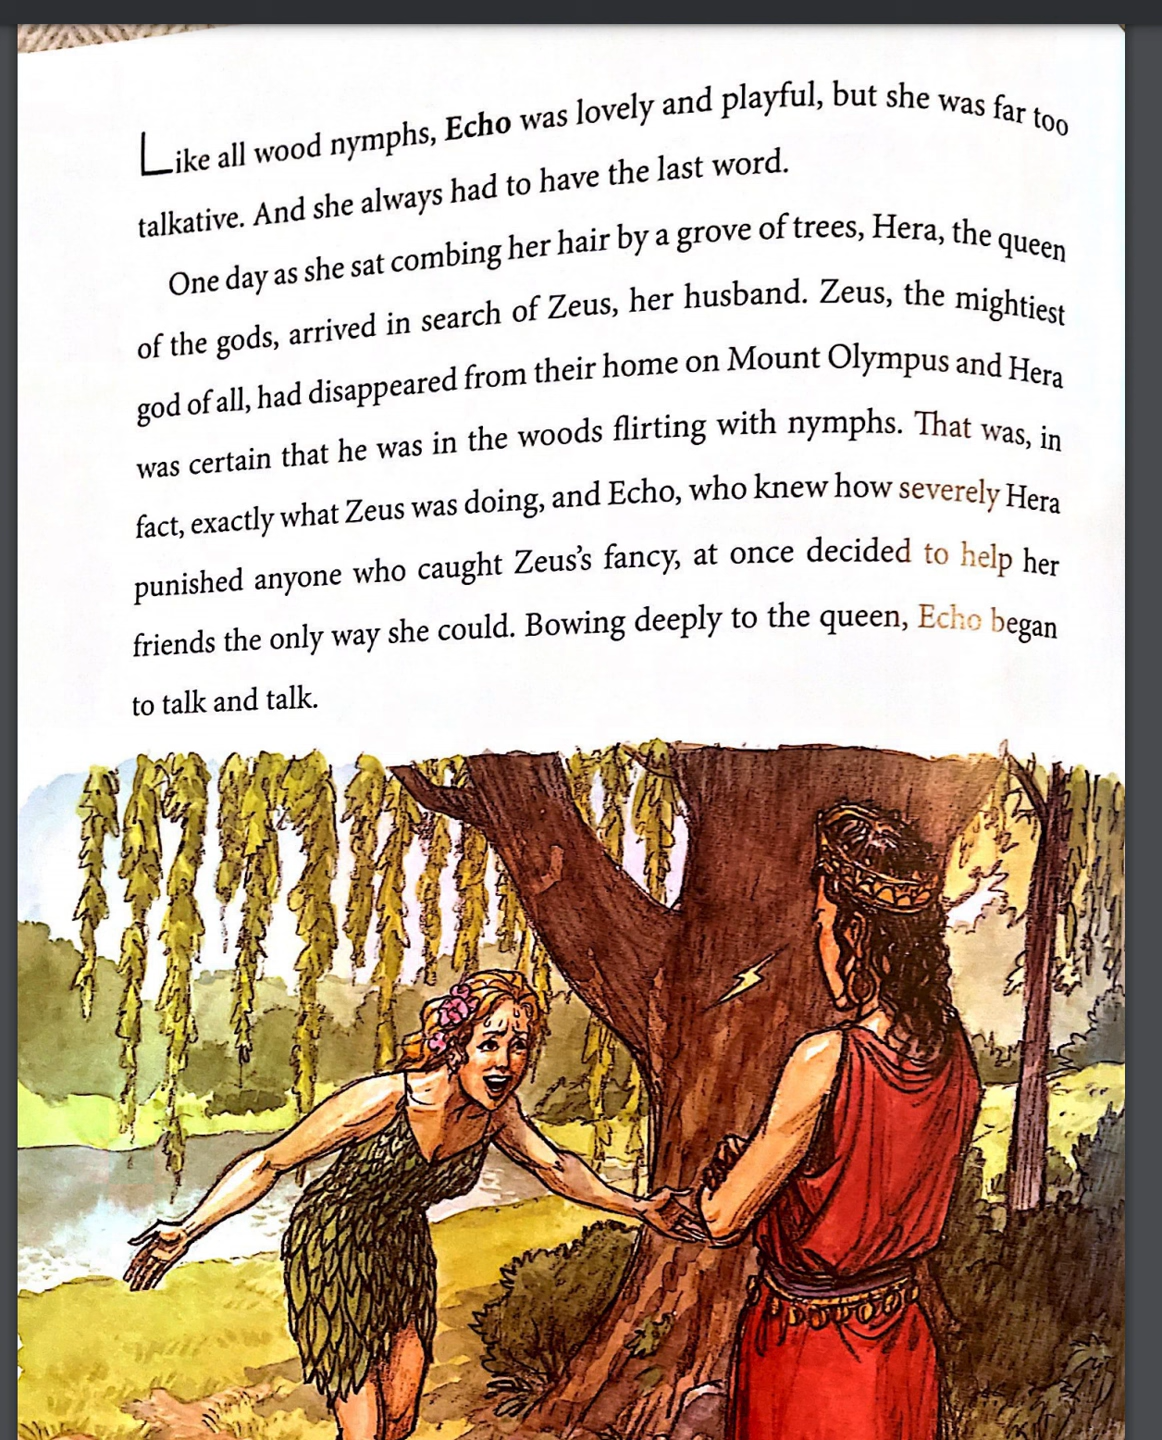 Like all wood nymphs, Echo was lovely and playful, but she was far too
talkative. And she always had to have the last word.
One day as she sat combing her hair by a grove of trees, Hera, the queen
of the gods, arrived in search of Zeus, her husband. Zeus, the mightiest
god of all, had disappeared from their home on Mount Olympus and Hera
was certain that he was in the woods flirting with nymphs. That was, in
fact, exactly what Zeus was doing, and Echo, who knew how severely Hera
punished anyone who caught Zeus’s fancy, at once decided to help her
friends the only way she could. Bowing deeply to the queen, Echo began
to talk and talk.